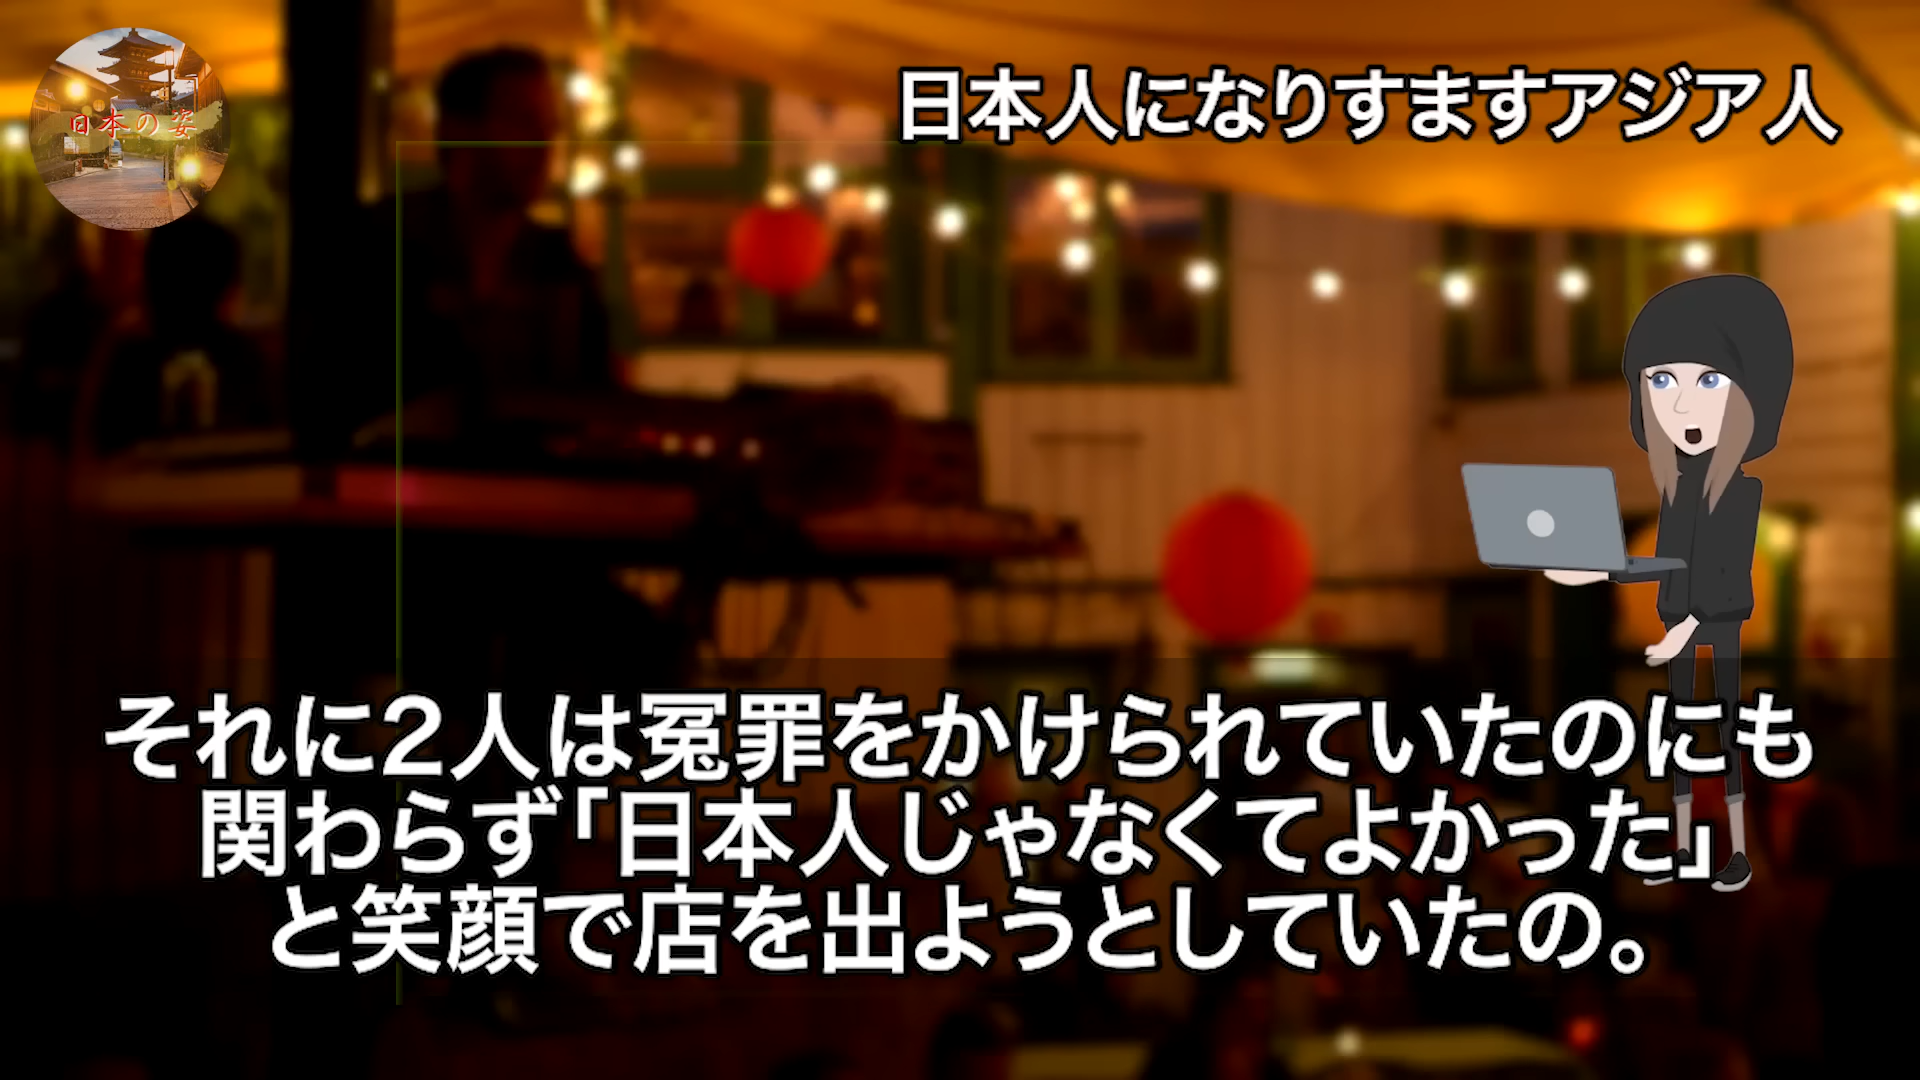 日本の姿
日本人になりすますアジア人
それに2人は冤罪をかけられていたのにも
関わらず「日本人じゃなくてよかった」
と笑顔で店を出ようとしていたの。